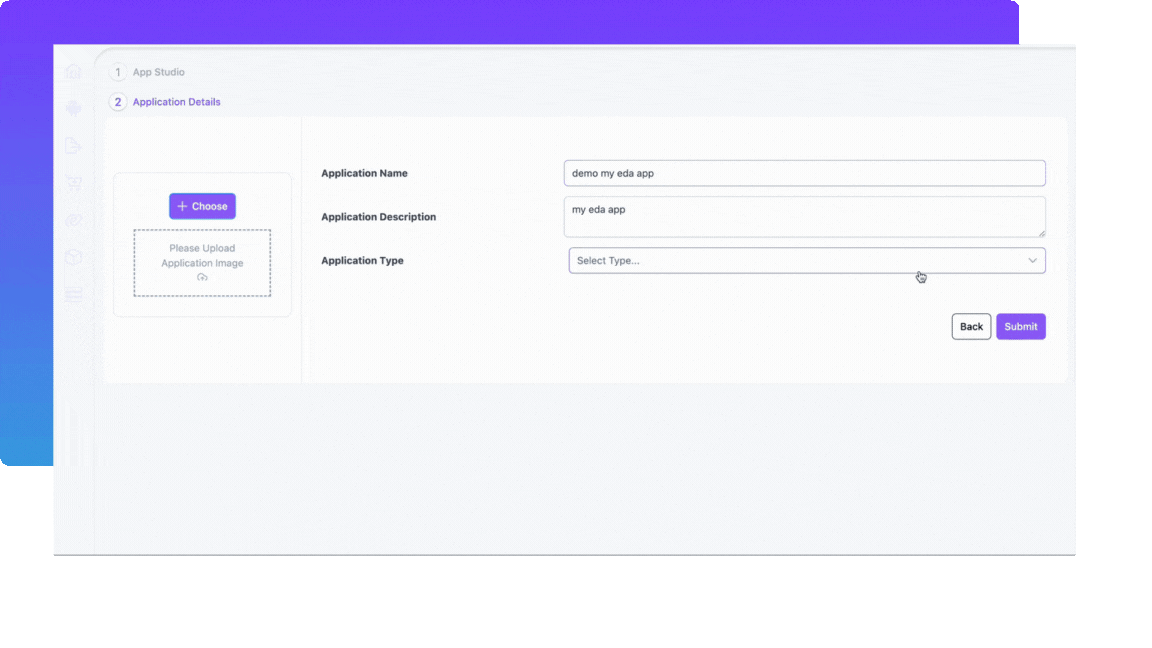 1 App Studio
2 Application Details
+ Choose
Please Upload
Application Image
Application Name
demo my eda app
Application Description
my eda app
Application Type
Select Type...
Back
Submit